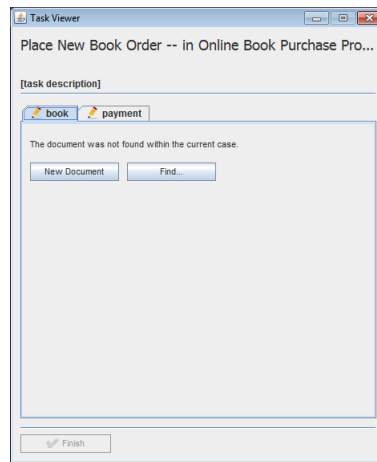 Task Viewer
Place New Book Order -- in Online Book Purchase Pro...
[task description]
book payment
The document was not found within the current case.
New Document Find...
Finish